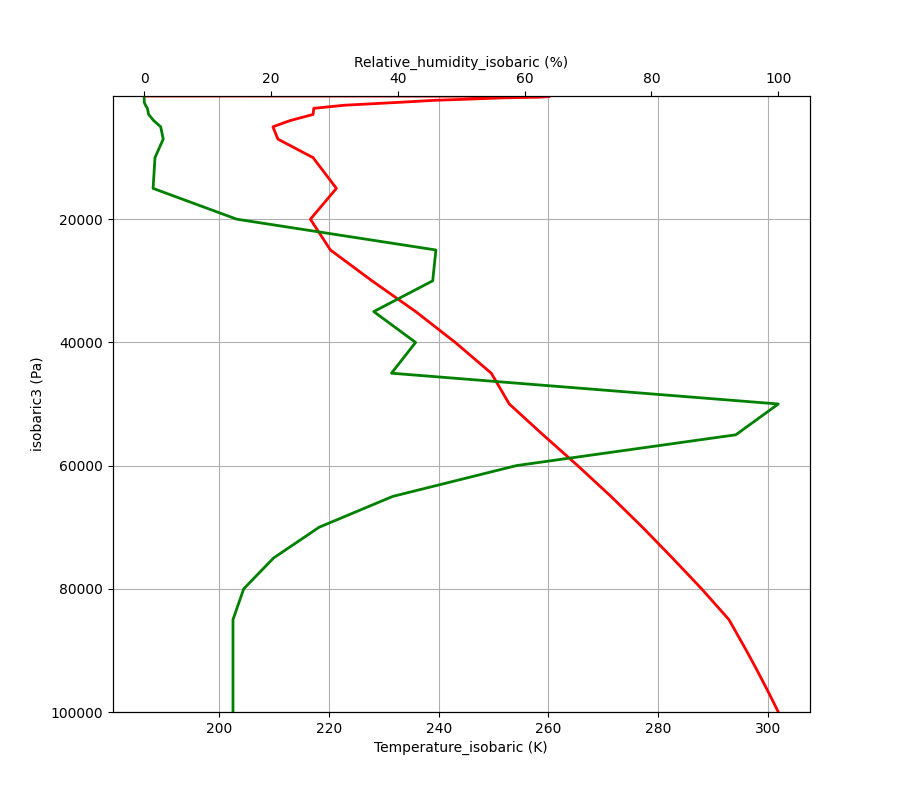 Relative_humidity_isobaric (%)
0 20 40 60 80 100
isobaric3 (Pa)
20000
40000
60000
80000
100000
200 220 240 260 280 300
Temperature_isobaric (K)